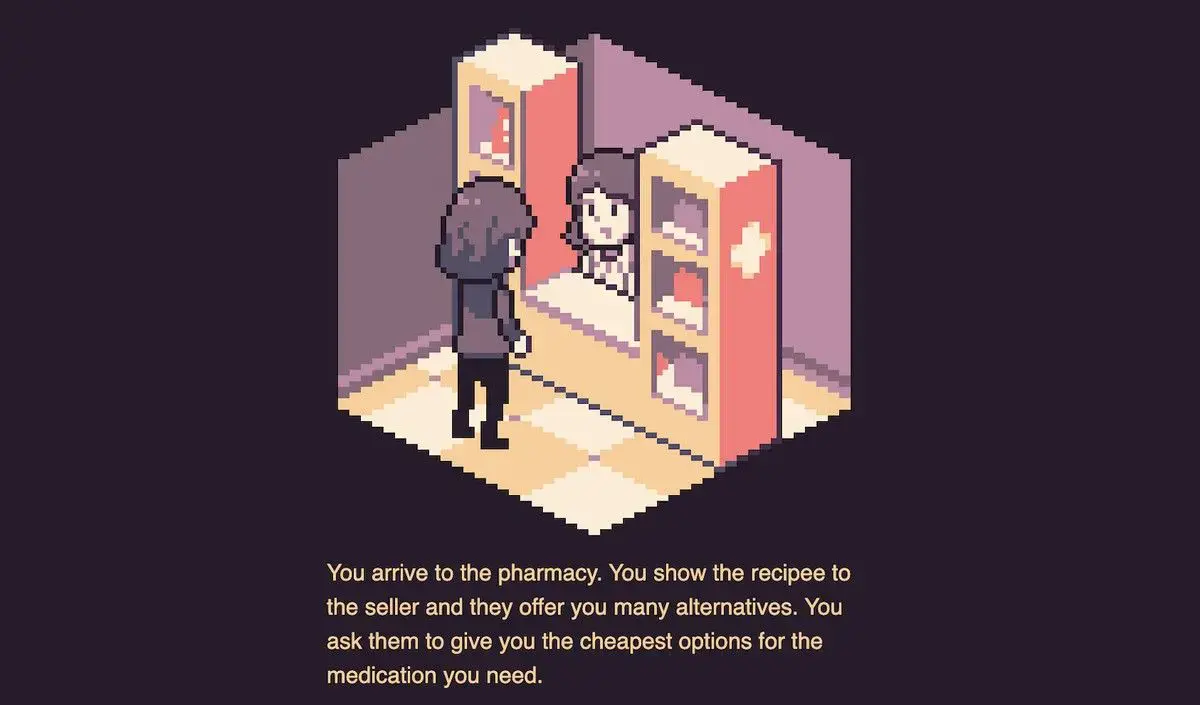 You arrive to the pharmacy. You show the recipee to
the seller and they offer you many alternatives. You
ask them to give you the cheapest options for the
medication you need.